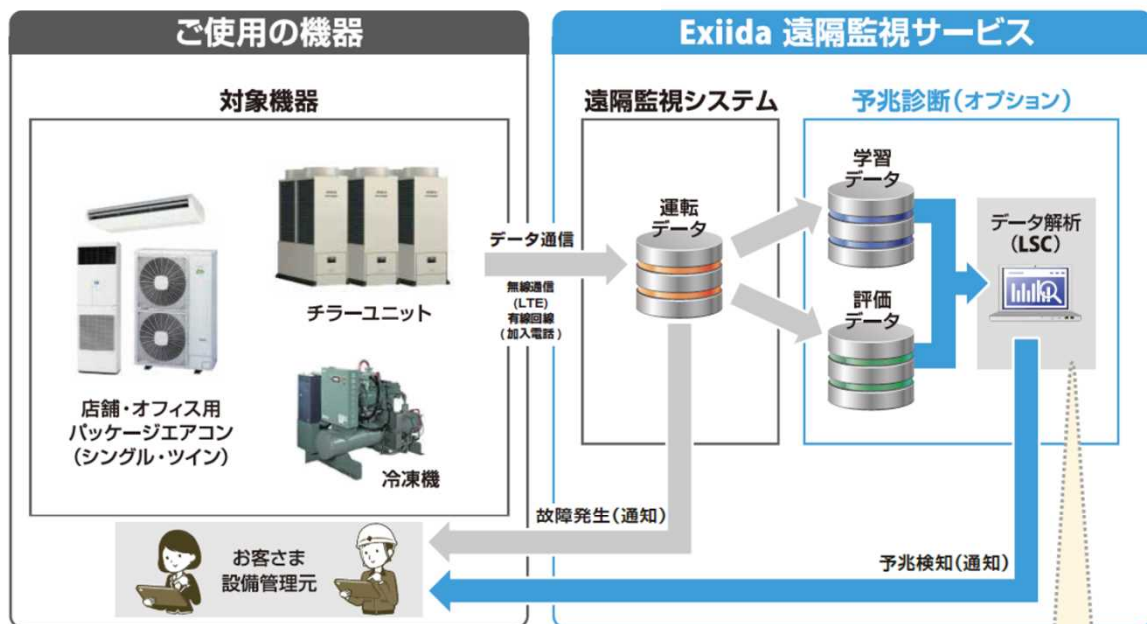 ご使用の機器
対象機器
店舗・オフィス用
パッケージエアコン
(シングル・ツイン)
チラーユニット
冷凍機
お客さま
設備管理元
データ通信
無線通信
(LTE)
有線回線
(加入電話)
Exiida 遠隔監視サービス
遠隔監視システム
運転
データ
予兆診断(オプション)
学習
データ
評価
データ
データ解析
(LSC)
故障発生(通知)
予兆検知(通知)